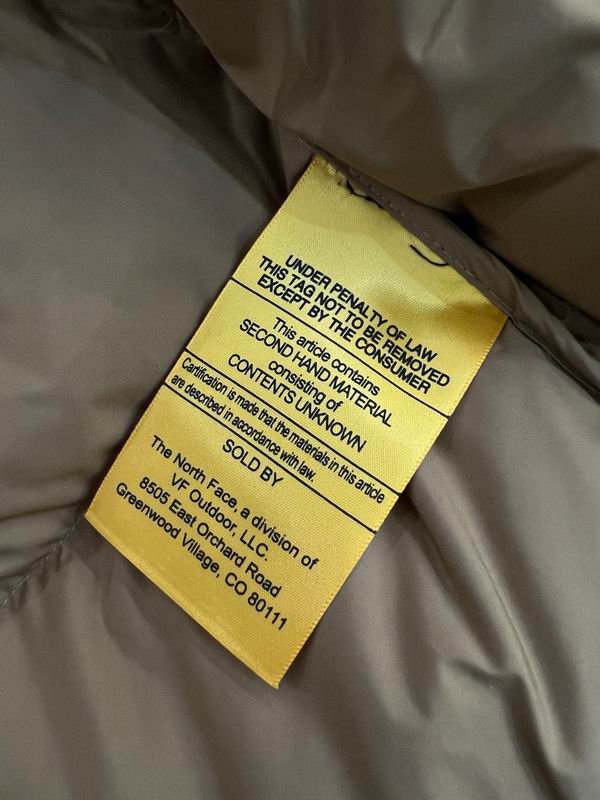 UNDER PENALTY OF LAW
THIS TAG NOT TO BE REMOVED
EXCEPT BY THE CONSUMER
This article contains
SECOND HAND MATERIAL
consisting of
CONTENTS UNKNOWN
Cartification is made that the materials in this article
are described in accordance with law.
SOLD BY
The North Face, a division of
VF Outdoor, LLC.
8505 East Orchard Road
Greenwood Village, CO 80111